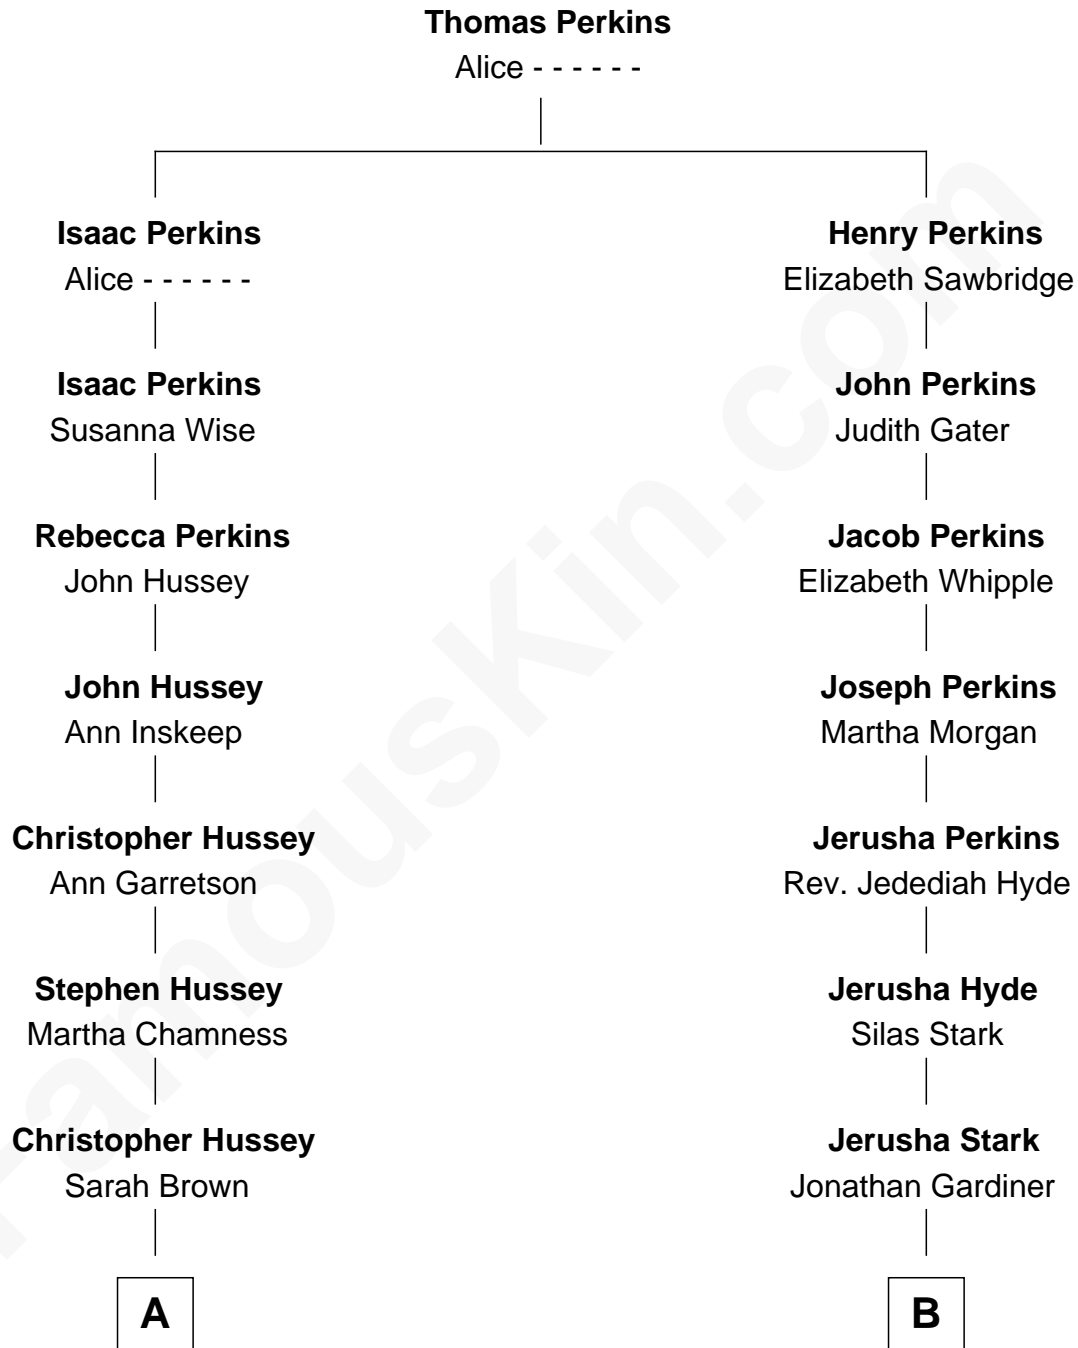 Thomas Perkins
Alice - - - - - -
Isaac Perkins
Alice - - - - - -
Henry Perkins
Elizabeth Sawbridge
Isaac Perkins
Susanna Wise
John Perkins
Judith Gater
Rebecca Perkins
John Hussey
Jacob Perkins
Elizabeth Whipple
John Hussey
Ann Inskeep
Joseph Perkins
Martha Morgan
Christopher Hussey
Ann Garretson
Jerusha Perkins
Rev. Jedediah Hyde
Stephen Hussey
Martha Chamness
Jerusha Hyde
Silas Stark
Christopher Hussey
Sarah Brown
Jerusha Stark
Jonathan Gardiner
A
B
FamousKin.com